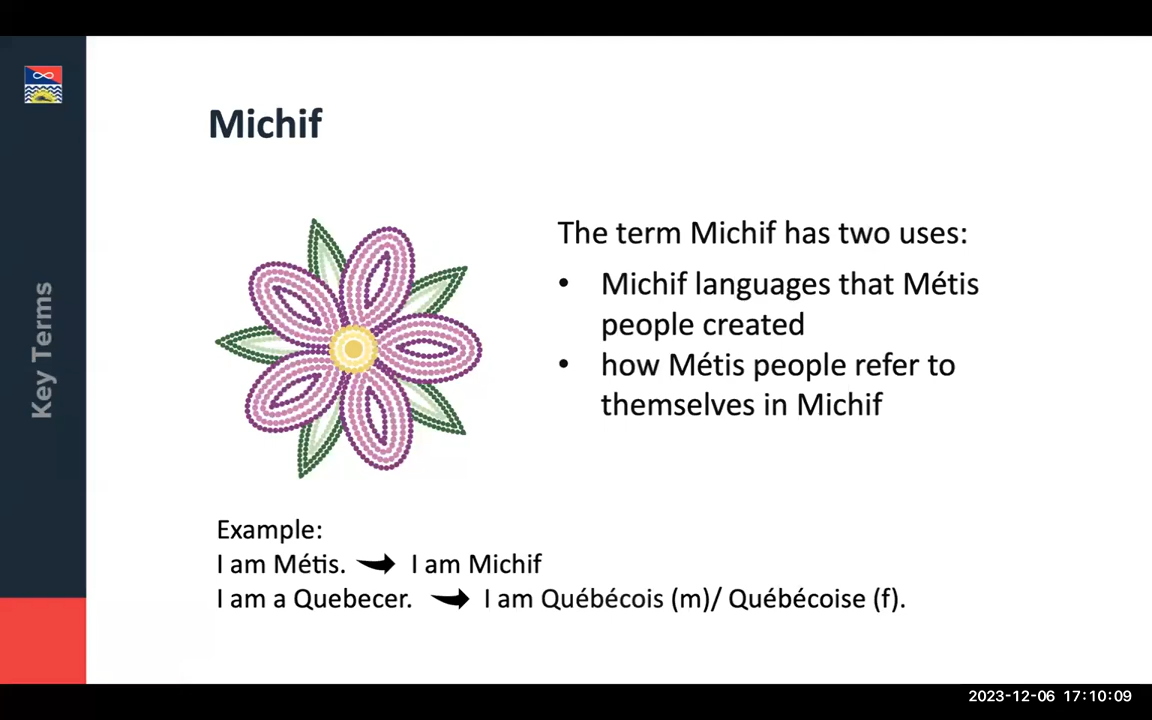 Michif
Key Terms
The term Michif has two uses:
• Michif languages that Métis
people created
• how Métis people refer to
themselves in Michif
Example:
I am Métis. → I am Michif
I am a Quebecer. → I am Québécois (m)/ Québécoise (f).
2023-12-06 17:10:09